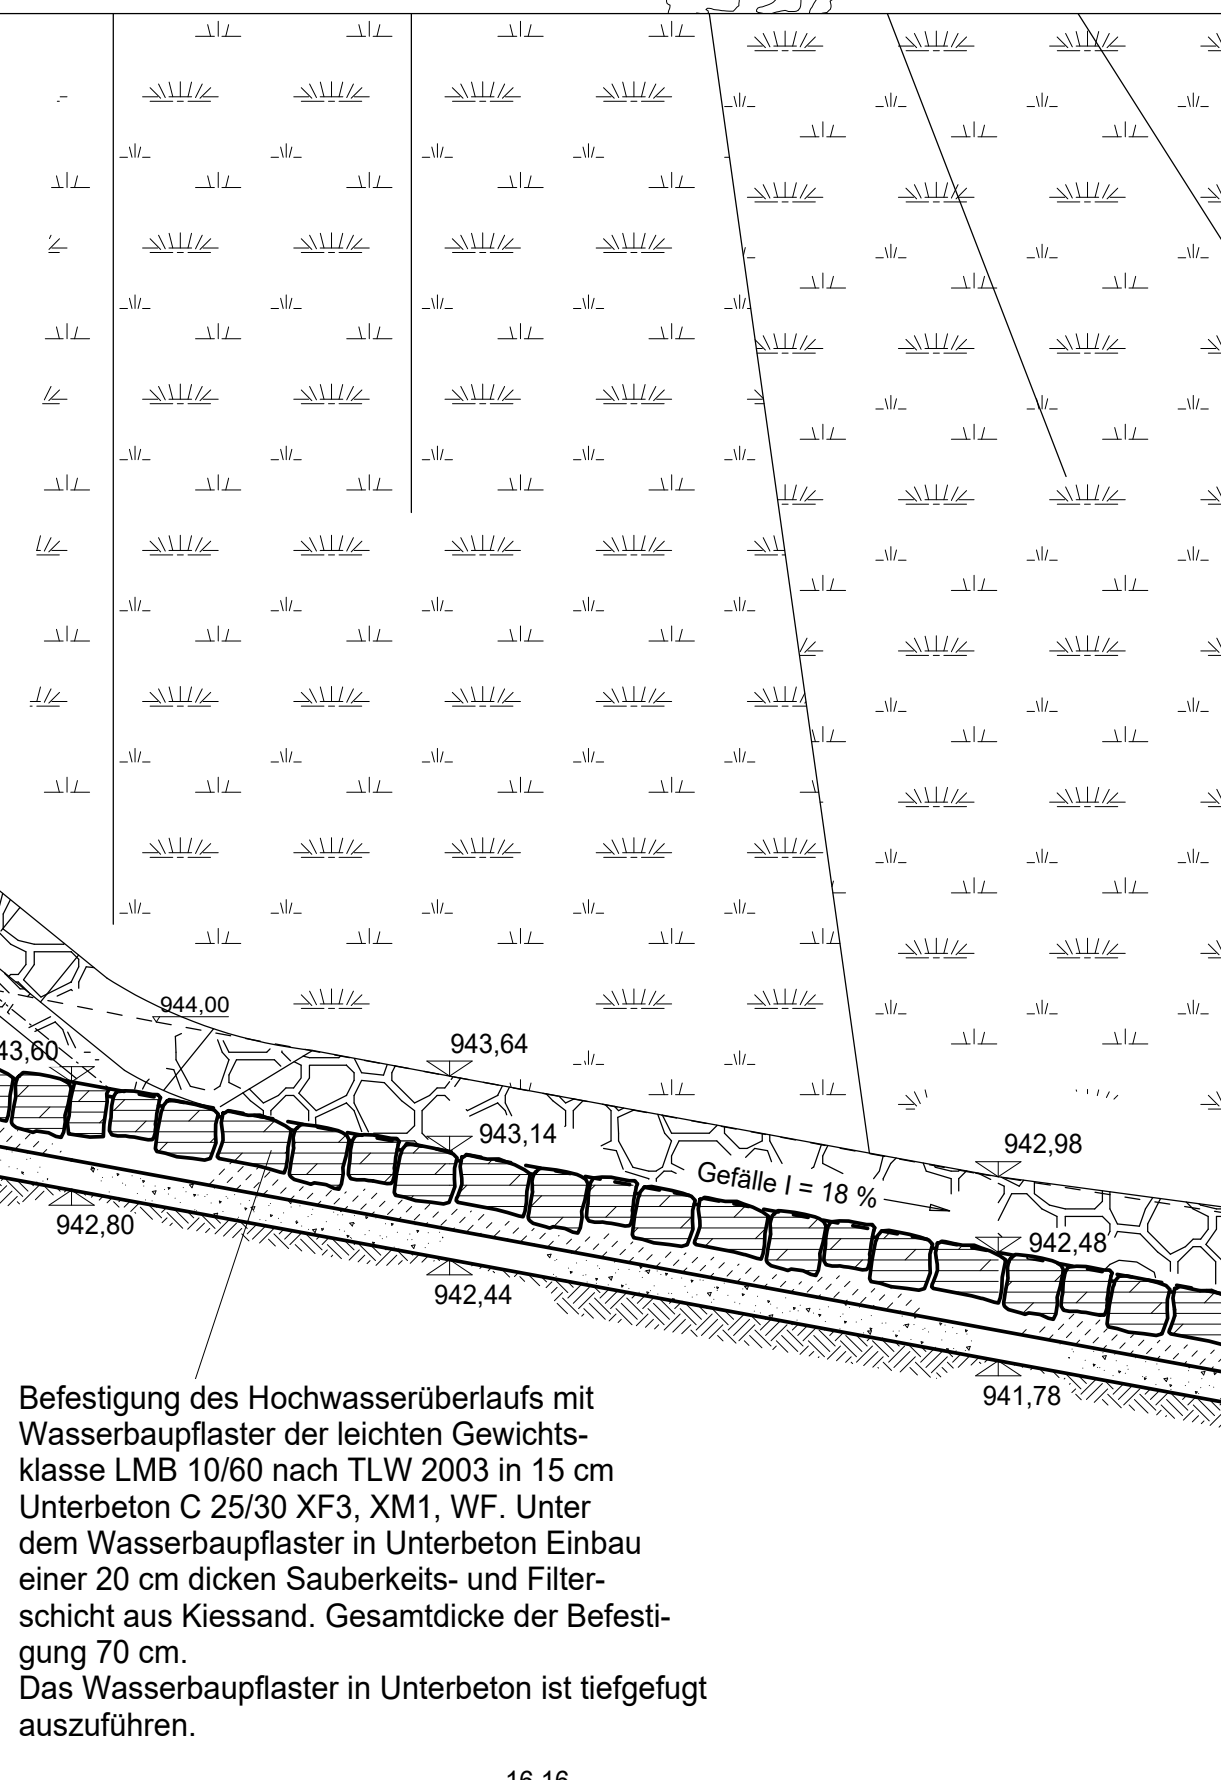 944,00
943,64
43,60
943,14
942,98
Gefälle I = 18 %
942,80
942,48
942,44
941,78
Befestigung des Hochwasserüberlaufs mit
Wasserbaupflaster der leichten Gewichts-
klasse LMB 10/60 nach TLW 2003 in 15 cm
Unterbeton C 25/30 XF3, XM1, WF. Unter
dem Wasserbaupflaster in Unterbeton Einbau
einer 20 cm dicken Sauberkeits- und Filter-
schicht aus Kiessand. Gesamtdicke der Befesti-
gung 70 cm.
Das Wasserbaupflaster in Unterbeton ist tiefgefugt
auszuführen.